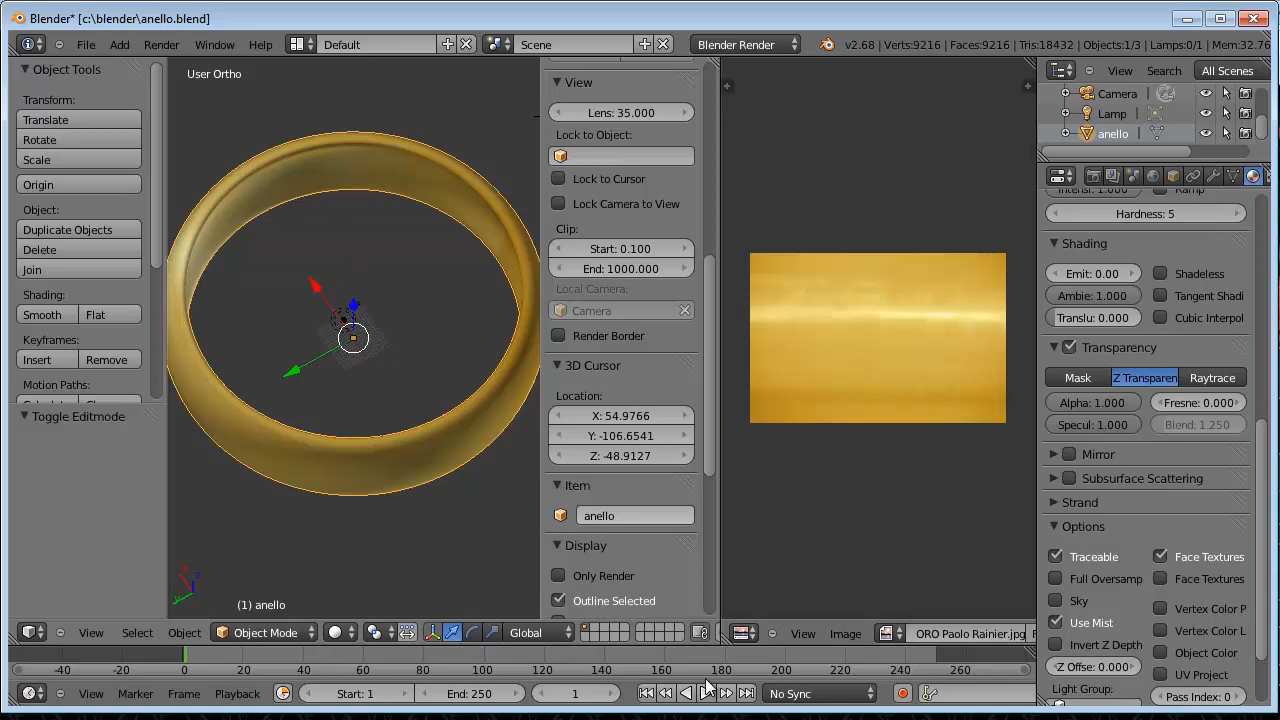 Blender* [c:\blender\anello.blend]
File Add Render Window Help Default Scene Blender Render v2.68 | Verts:9216 | Faces:9216 | Tris:18432 | Objects:1/3 | Lamps:0/1 | Mem:32.76
Object Tools
Transform:
Translate
Rotate
Scale
Origin
Object:
Duplicate Objects
Delete
Join
Shading:
Smooth Flat
Keyframes:
Insert Remove
Motion Paths:
Toggle Editmode
User Ortho
(1) anello
View
Lens: 35.000
Lock to Object:
Lock to Cursor
Lock Camera to View
Clip:
Start: 0.100
End: 1000.000
Local Camera:
Camera
Render Border
3D Cursor
Location:
X: 54.9766
Y: -106.6541
Z: -48.9127
Item
anello
Display
Only Render
Outline Selected
View Search All Scenes
Camera
Lamp
anello
Intensi: 1.000 Ramp
Hardness: 5
Shading
Emit: 0.00 Shadeless
Ambie: 1.000 Tangent Shadi
Translu: 0.000 Cubic Interpol
Transparency
Mask Z Transparen Raytrace
Alpha: 1.000 Fresne: 0.000
Specul: 1.000 Blend: 1.250
Mirror
Subsurface Scattering
Strand
Options
Traceable Face Textures
Full Oversamp Face Textures
Sky Vertex Color P
Use Mist Vertex Color L
Invert Z Depth Object Color
Z Offse: 0.000 UV Project
Light Group: Pass Index: 0
View Select Object Object Mode Global
View Image ORO Paolo Rainier.jpg F
-40 -20 0 20 40 60 80 100 120 140 160 180 200 220 240 260
View Marker Frame Playback Start: 1 End: 250 1 No Sync